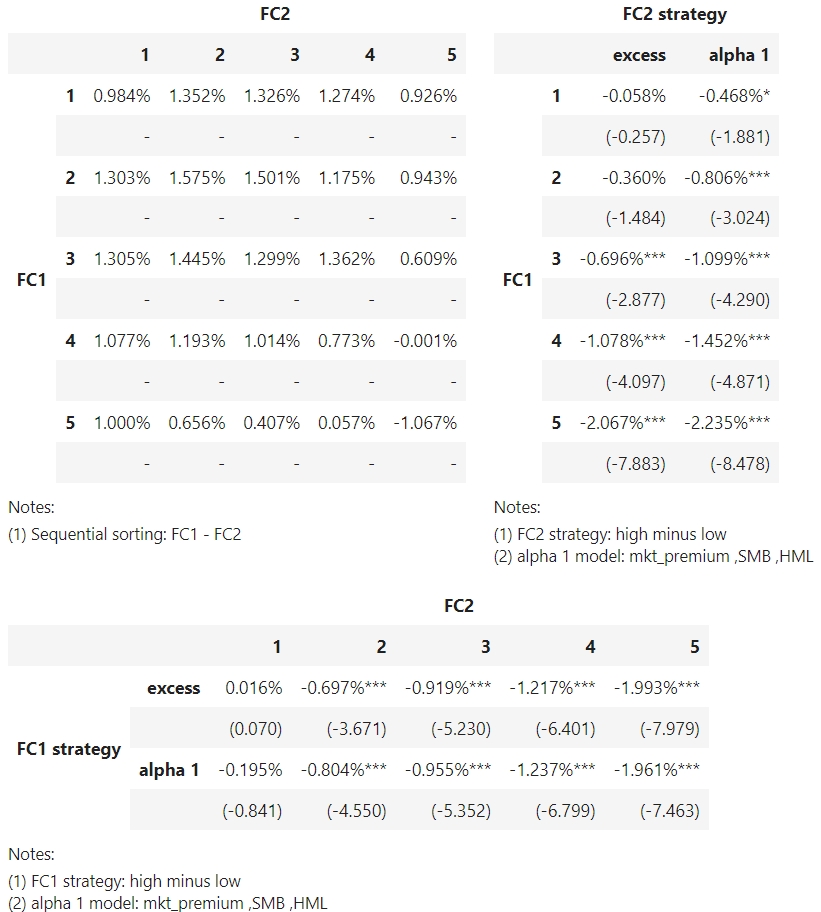 FC2
1 2 3 4 5
1 0.984% 1.352% 1.326% 1.274% 0.926%
- - - - -
2 1.303% 1.575% 1.501% 1.175% 0.943%
- - - - -
FC1
3 1.305% 1.445% 1.299% 1.362% 0.609%
- - - - -
4 1.077% 1.193% 1.014% 0.773% -0.001%
- - - - -
5 1.000% 0.656% 0.407% 0.057% -1.067%
- - - - -
Notes:
(1) Sequential sorting: FC1 - FC2
FC2 strategy
excess alpha 1
1 -0.058% -0.468%*
(-0.257) (-1.881)
2 -0.360% -0.806%***
(-1.484) (-3.024)
FC1
3 -0.696%*** -1.099%***
(-2.877) (-4.290)
4 -1.078%*** -1.452%***
(-4.097) (-4.871)
5 -2.067%*** -2.235%***
(-7.883) (-8.478)
Notes:
(1) FC2 strategy: high minus low
(2) alpha 1 model: mkt_premium ,SMB ,HML
FC2
1 2 3 4 5
excess 0.016% -0.697%*** -0.919%*** -1.217%*** -1.993%***
(0.070) (-3.671) (-5.230) (-6.401) (-7.979)
FC1 strategy
alpha 1 -0.195% -0.804%*** -0.955%*** -1.237%*** -1.961%***
(-0.841) (-4.550) (-5.352) (-6.799) (-7.463)
Notes:
(1) FC1 strategy: high minus low
(2) alpha 1 model: mkt_premium ,SMB ,HML